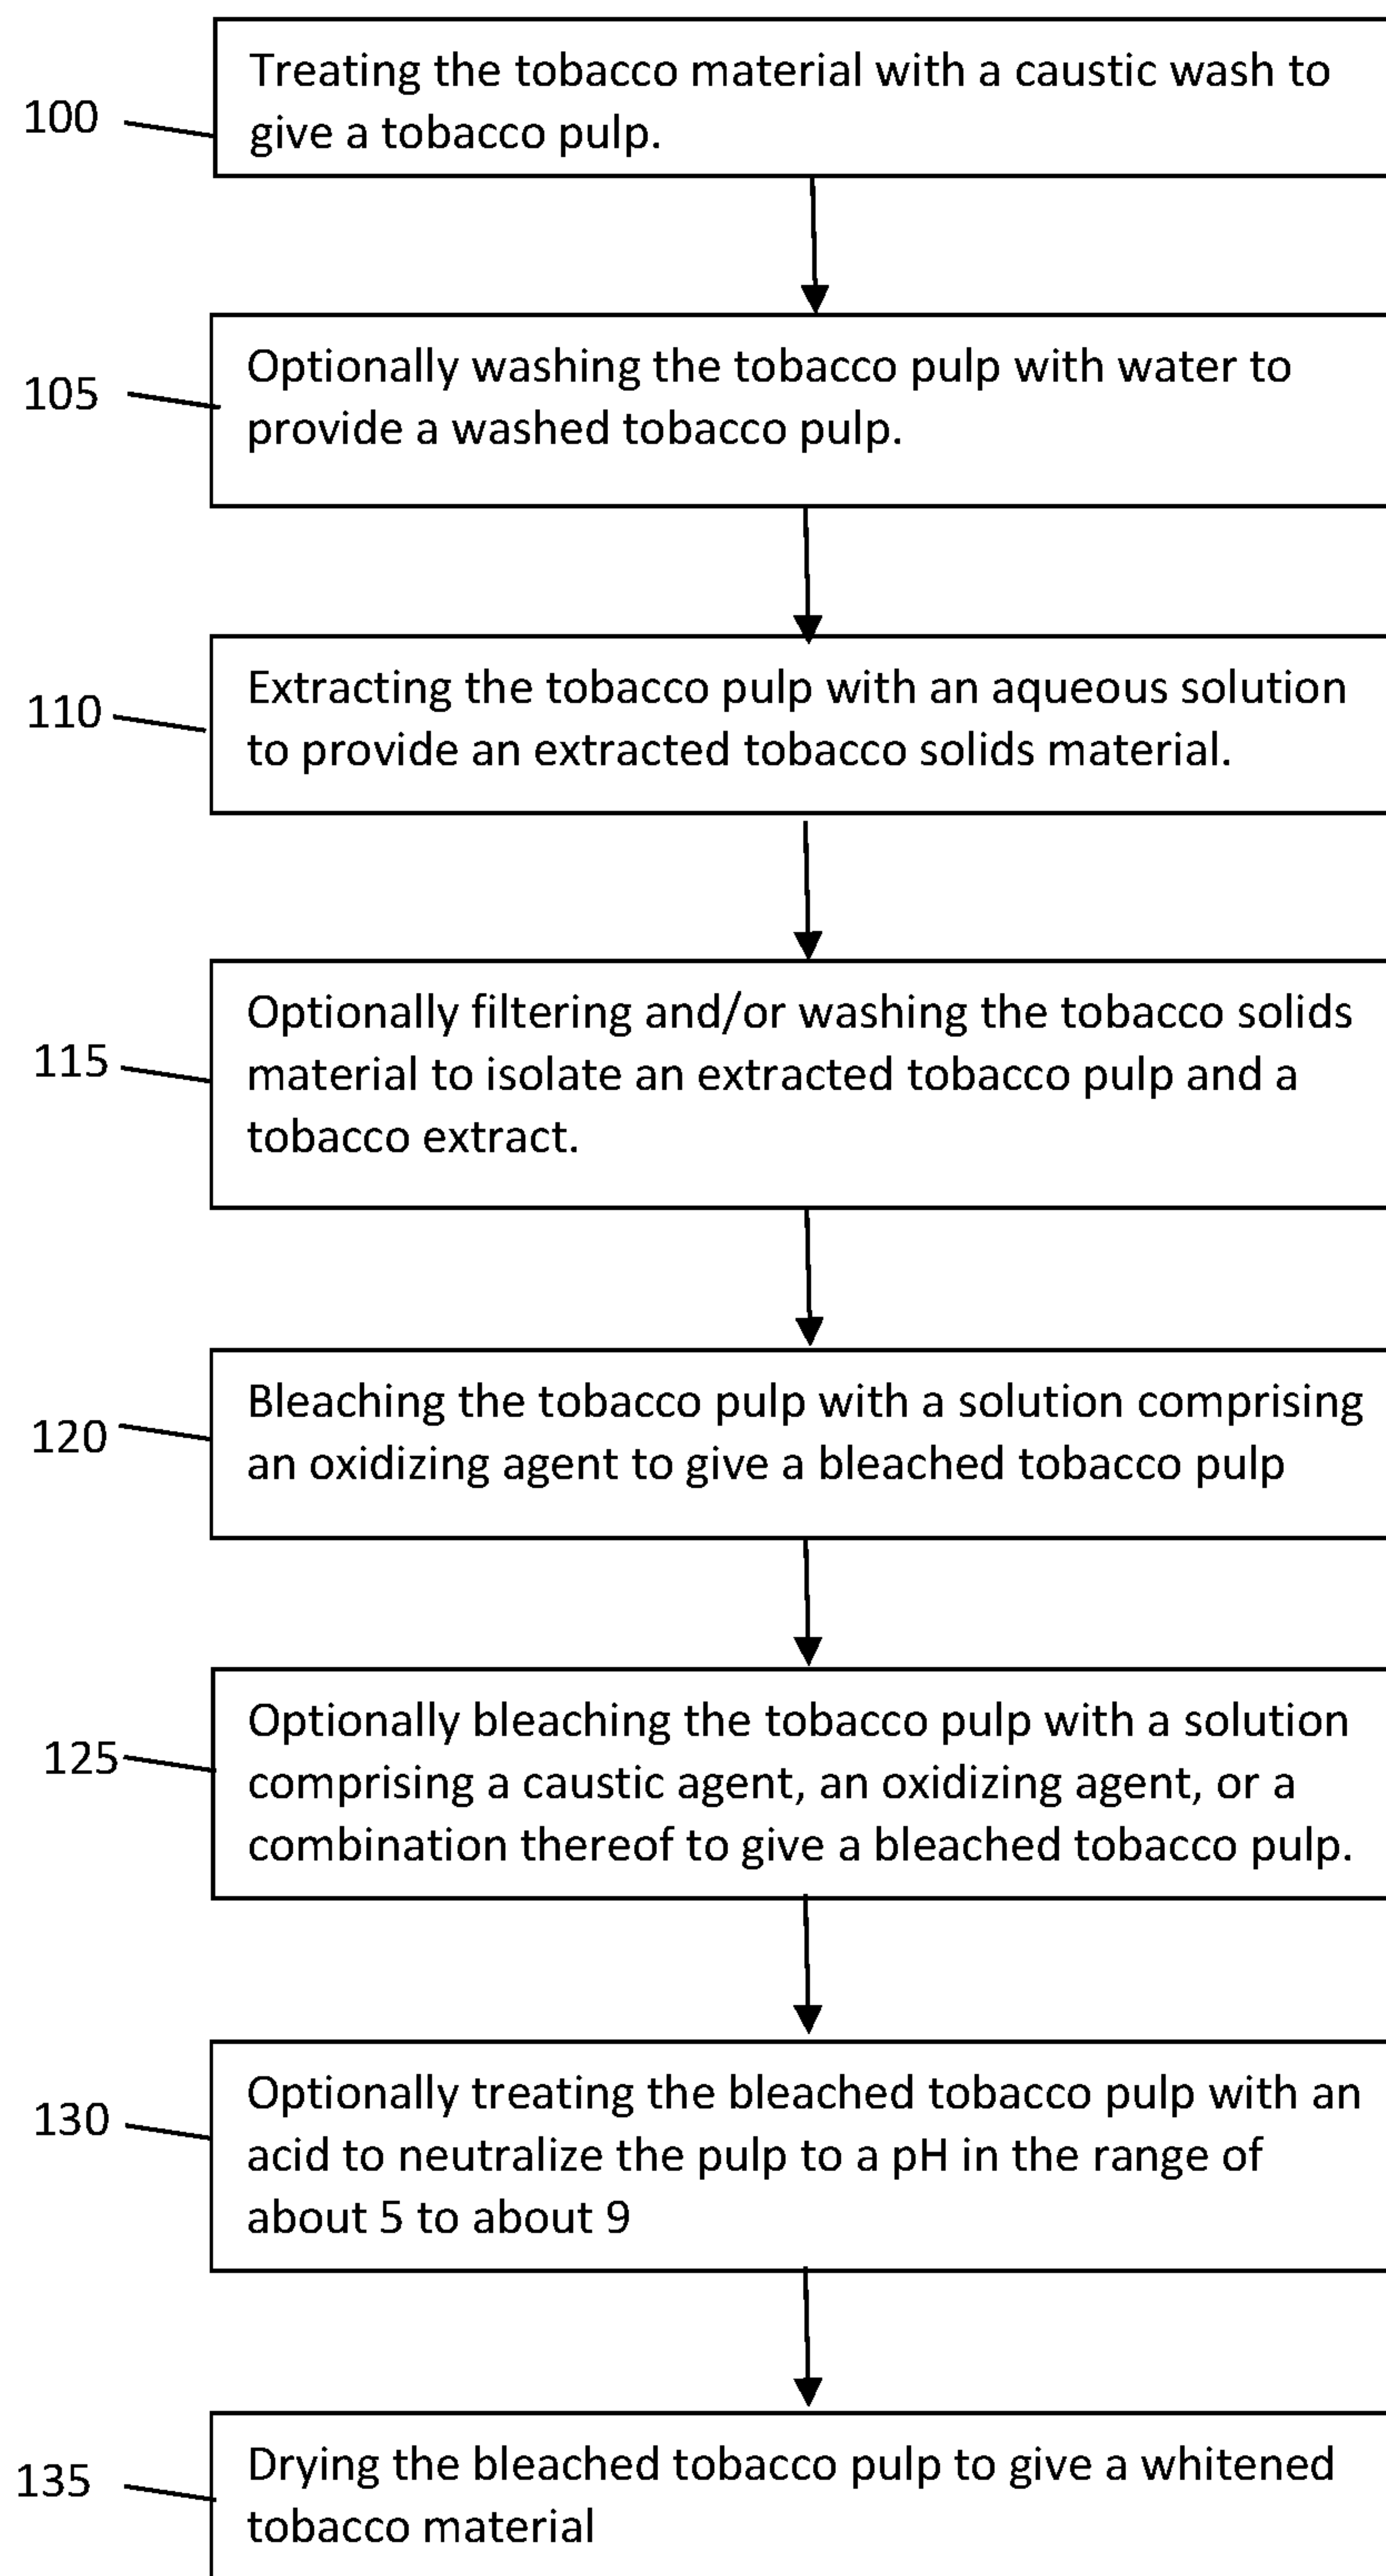 100
Treating the tobacco material with a caustic wash to
give a tobacco pulp.
105
Optionally washing the tobacco pulp with water to
provide a washed tobacco pulp.
110
Extracting the tobacco pulp with an aqueous solution
to provide an extracted tobacco solids material.
115
Optionally filtering and/or washing the tobacco solids
material to isolate an extracted tobacco pulp and a
tobacco extract.
120
Bleaching the tobacco pulp with a solution comprising
an oxidizing agent to give a bleached tobacco pulp
125
Optionally bleaching the tobacco pulp with a solution
comprising a caustic agent, an oxidizing agent, or a
combination thereof to give a bleached tobacco pulp.
130
Optionally treating the bleached tobacco pulp with an
acid to neutralize the pulp to a pH in the range of
about 5 to about 9
135
Drying the bleached tobacco pulp to give a whitened
tobacco material